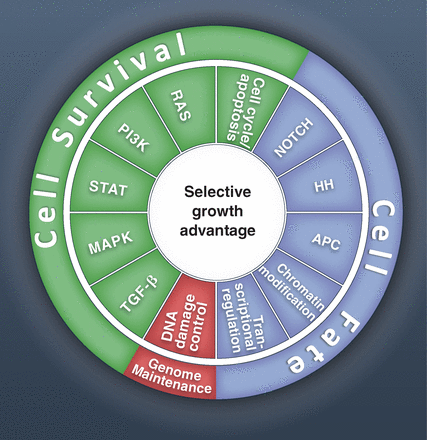 Cell Survival
Cell Fate
Genome
Maintenance
Cell cycle/
apoptosis
NOTCH
HH
APC
Chromatin
modification
Tran-
scriptional
regulation
DNA
damage
control
TGF-β
MAPK
STAT
PI3K
RAS
Selective
growth
advantage